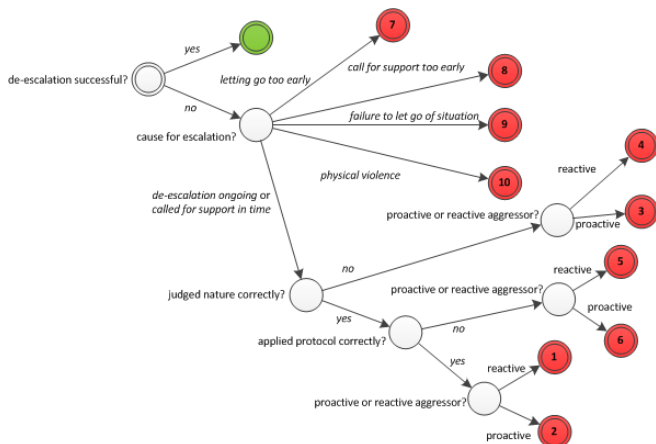 yes
7
de-escalation successful?
letting go too early
call for support too early
8
no
cause for escalation?
failure to let go of situation
9
4
reactive
physical violence
10
de-escalation ongoing or
called for support in time
proactive or reactive aggressor?
3
proactive
no
5
reactive
judged nature correctly?
proactive or reactive aggressor?
yes
proactive
no
applied protocol correctly?
6
1
yes
reactive
proactive or reactive aggressor?
2
proactive